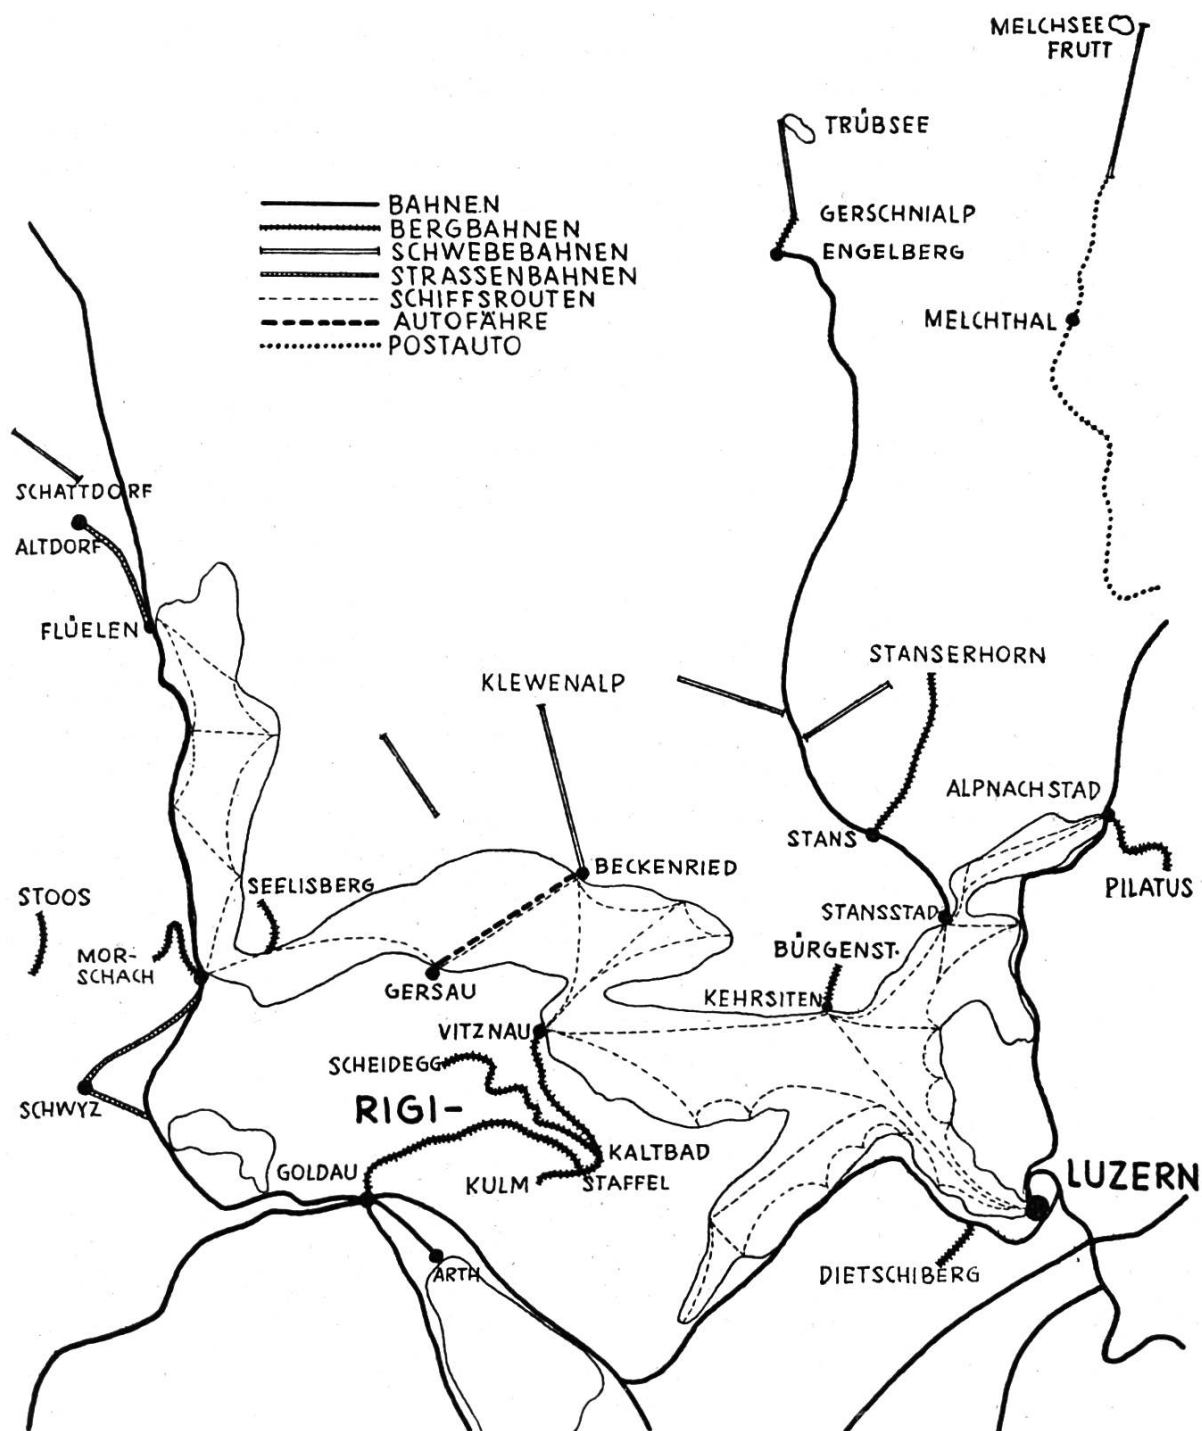 MELCHSEE
FRUTT
TRÜBSEE
GERSCHNIALP
ENGELBERG
BAHNEN
BERGBAHNEN
SCHWEBEBAHNEN
STRASSENBAHNEN
SCHIFFSROUTEN
AUTOFÄHRE
POSTAUTO
MELCHTHAL
SCHATTDORF
ALTDORF
FLÜELEN
KLEWENALP
STANSERHORN
ALPNACHSTAD
STANS
PILATUS
BECKENRIED
SEELISBERG
STOOS
STANSSTAD
BÜRGENST.
MOR-
SCHACH
GERSAU
KEHRSITEN
VITZNAU
SCHEIDEGG
RIGI-
SCHWYZ
KALTBAD
GOLDAU
KULM
STAFFEL
LUZERN
ARTH
DIETSCHIBERG